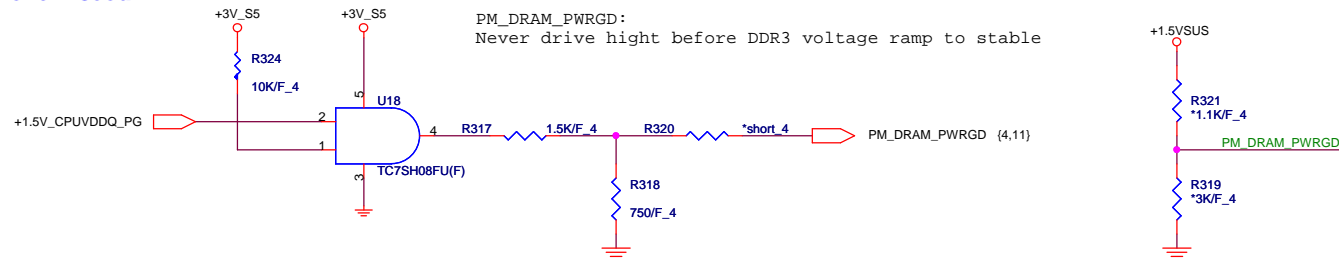 +3V_S5
+3V_S5
PM_DRAM_PWRGD:
Never drive hight before DDR3 voltage ramp to stable
+1.5VSUS
R324
10K/F_4
5
U18
R321
*1.1K/F_4
+1.5V_CPUVDDQ_PG
2
4
R317
1.5K/F_4
R320
*short_4
PM_DRAM_PWRGD {4,11}
1
PM_DRAM_PWRGD
TC7SH08FU(F)
3
R318
750/F_4
R319
*3K/F_4